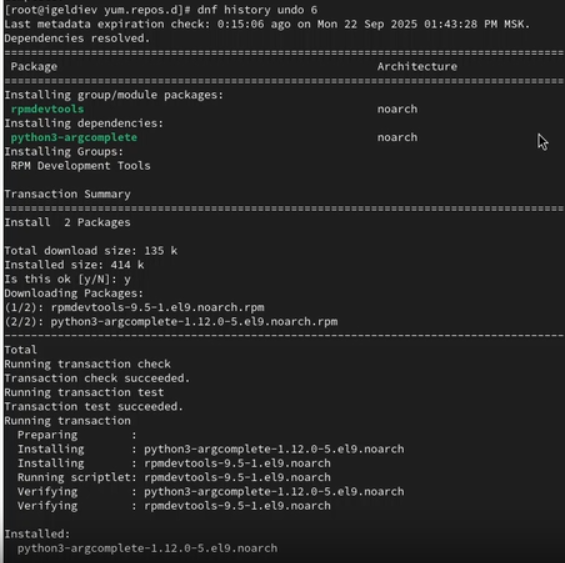 [root@igeldiev yum.repos.d]# dnf history undo 6
Last metadata expiration check: 0:15:06 ago on Mon 22 Sep 2025 01:43:28 PM MSK.
Dependencies resolved.
================================================================================
 Package                                        Architecture
================================================================================
Installing group/module packages:
 rpmdevtools                                    noarch
Installing dependencies:
 python3-argcomplete                            noarch
Installing Groups:
 RPM Development Tools
Transaction Summary
================================================================================
Install  2 Packages
Total download size: 135 k
Installed size: 414 k
Is this ok [y/N]: y
Downloading Packages:
(1/2): rpmdevtools-9.5-1.el9.noarch.rpm
(2/2): python3-argcomplete-1.12.0-5.el9.noarch.rpm
--------------------------------------------------------------------------------
Total
Running transaction check
Transaction check succeeded.
Running transaction test
Transaction test succeeded.
Running transaction
  Preparing        :
  Installing       : python3-argcomplete-1.12.0-5.el9.noarch
  Installing       : rpmdevtools-9.5-1.el9.noarch
  Running scriptlet: rpmdevtools-9.5-1.el9.noarch
  Verifying        : python3-argcomplete-1.12.0-5.el9.noarch
  Verifying        : rpmdevtools-9.5-1.el9.noarch
Installed:
  python3-argcomplete-1.12.0-5.el9.noarch